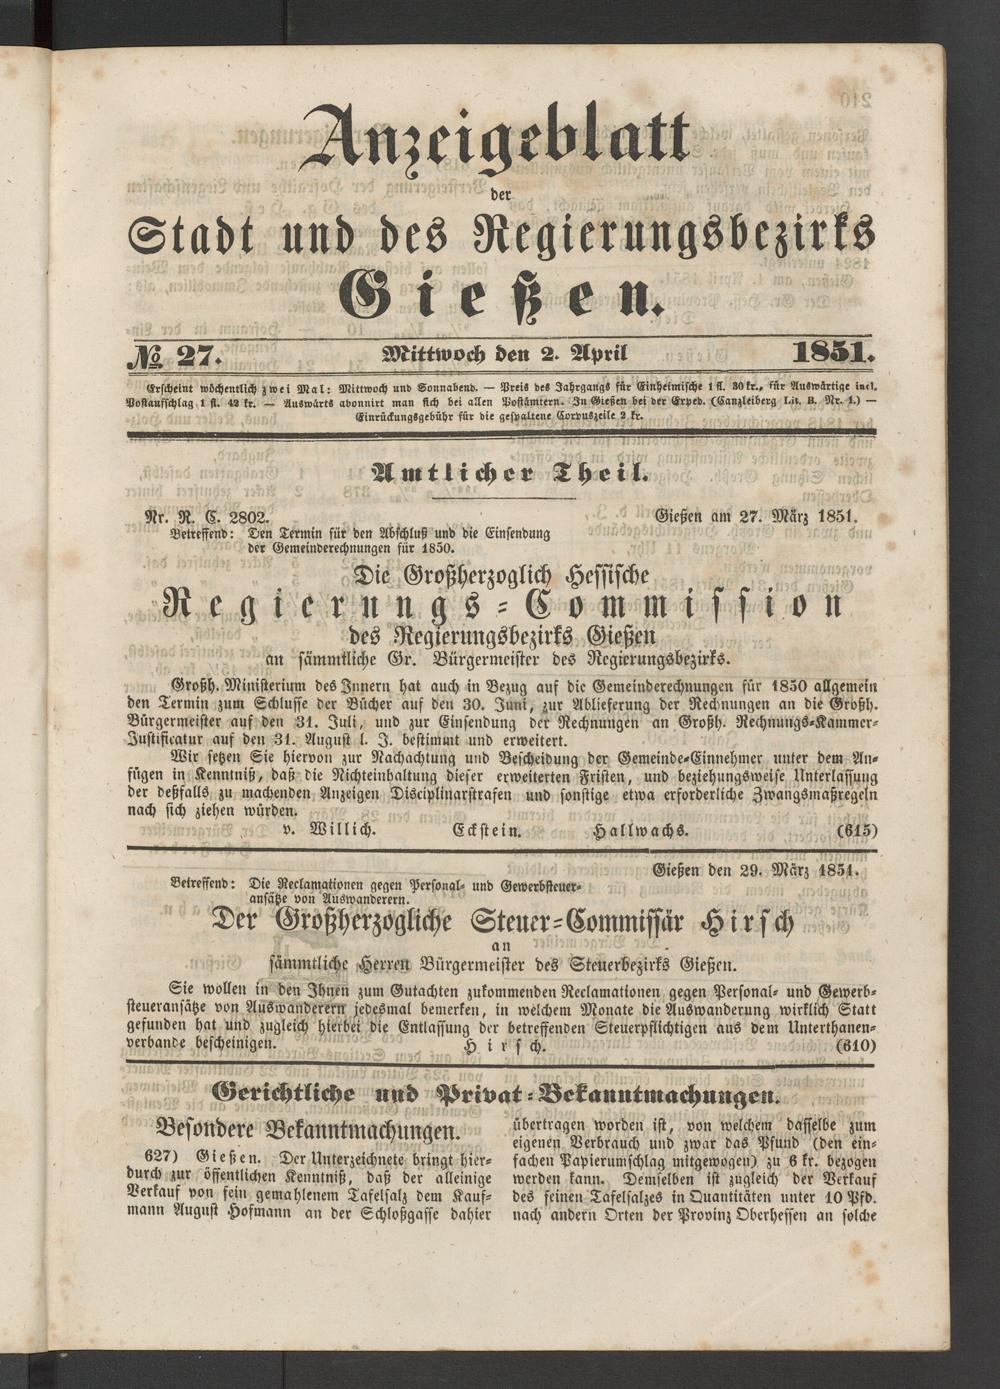 Anzeigeblatt
der
Stadt und des Regierungsbezirks
Gießen.
№ 27. Mittwoch den 2. April 1851.
Erscheint wöchentlich zwei Mal: Mittwoch und Sonnabend. — Preis des Jahrgangs für Einheimische 1 fl. 30 kr., für Auswärtige incl.
Postaufschlag 1 fl. 42 kr. — Auswärts abonnirt man sich bei allen Postämtern. In Gießen bei der Exped. (Canzleiberg Lit. B. Nr. 1.) —
Einrückungsgebühr für die gespaltene Corpuszeile 2 kr.
Amtlicher Theil.
Nr. R. C. 2802. Gießen am 27. März 1851.
Betreffend: Den Termin für den Abschluß und die Einsendung
der Gemeinderechnungen für 1850.
Die Großherzoglich Hessische
Regierungs-Commission
des Regierungsbezirks Gießen
an sämmtliche Gr. Bürgermeister des Regierungsbezirks.
Großh. Ministerium des Innern hat auch in Bezug auf die Gemeinderechnungen für 1850 allgemein
den Termin zum Schlusse der Bücher auf den 30. Juni, zur Ablieferung der Rechnungen an die Großh.
Bürgermeister auf den 31. Juli, und zur Einsendung der Rechnungen an Großh. Rechnungs-Kammer-
Justificatur auf den 31. August l. J. bestimmt und erweitert.
Wir setzen Sie hiervon zur Nachachtung und Bescheidung der Gemeinde-Einnehmer unter dem An-
fügen in Kenntniß, daß die Nichteinhaltung dieser erweiterten Fristen, und beziehungsweise Unterlassung
der deßfalls zu machenden Anzeigen Disciplinarstrafen und sonstige etwa erforderliche Zwangsmaßregeln
nach sich ziehen würden.
v. Willich. Eckstein. Hallwachs. (615)
Gießen den 29. März 1851.
Betreffend: Die Reclamationen gegen Personal- und Gewerbsteuer-
ansätze von Auswanderern.
Der Großherzogliche Steuer-Commissär Hirsch
an
sämmtliche Herren Bürgermeister des Steuerbezirks Gießen.
Sie wollen in den Ihnen zum Gutachten zukommenden Reclamationen gegen Personal- und Gewerb-
steueransätze von Auswanderern jedesmal bemerken, in welchem Monate die Auswanderung wirklich Statt
gefunden hat und zugleich hierbei die Entlassung der betreffenden Steuerpflichtigen aus dem Unterthanen-
verbande bescheinigen. Hirsch. (610)
Gerichtliche und Privat-Bekanntmachungen.
Besondere Bekanntmachungen.
627) Gießen. Der Unterzeichnete bringt hier-
durch zur öffentlichen Kenntniß, daß der alleinige
Verkauf von fein gemahlenem Tafelsalz dem Kauf-
mann August Hofmann an der Schloßgasse dahier
übertragen worden ist, von welchem dasselbe zum
eigenen Verbrauch und zwar das Pfund (den ein-
fachen Papierumschlag mitgewogen) zu 6 kr. bezogen
werden kann. Demselben ist zugleich der Verkauf
des feinen Tafelsalzes in Quantitäten unter 10 Pfd.
nach andern Orten der Provinz Oberhessen an solche